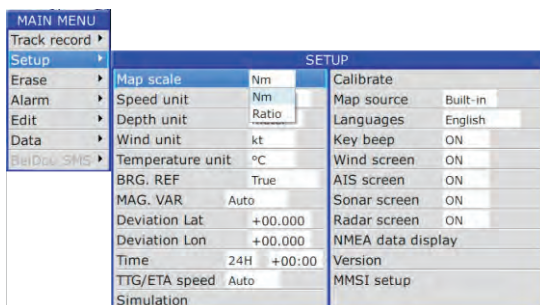 MAIN MENU
Track record
Setup
Erase
Alarm
Edit
Data
BeiDou SMS
SETUP
Map scale Nm
Nm
Ratio
Speed unit
Depth unit
Wind unit kt
Temperature unit °C
BRG. REF True
MAG. VAR Auto
Deviation Lat +00.000
Deviation Lon +00.000
Time 24H +00:00
TTG/ETA speed Auto
Simulation
Calibrate
Map source Built-in
Languages English
Key beep ON
Wind screen ON
AIS screen ON
Sonar screen ON
Radar screen ON
NMEA data display
Version
MMSI setup